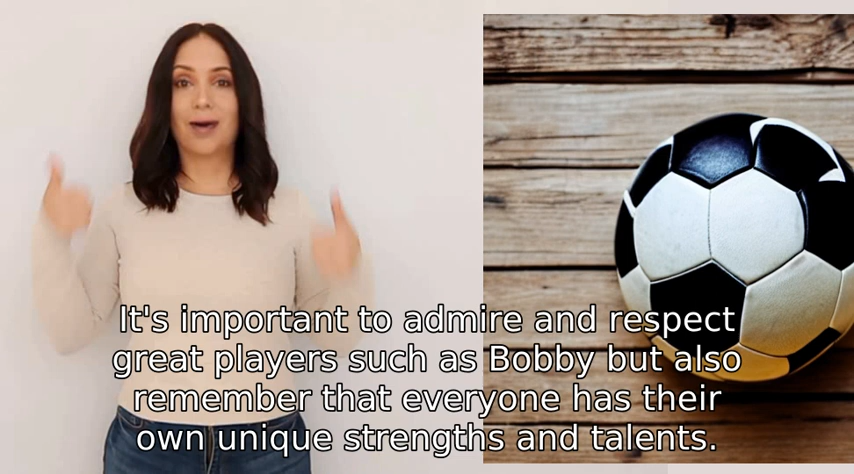 It's important to admire and respect
great players such as Bobby but also
remember that everyone has their
own unique strengths and talents.